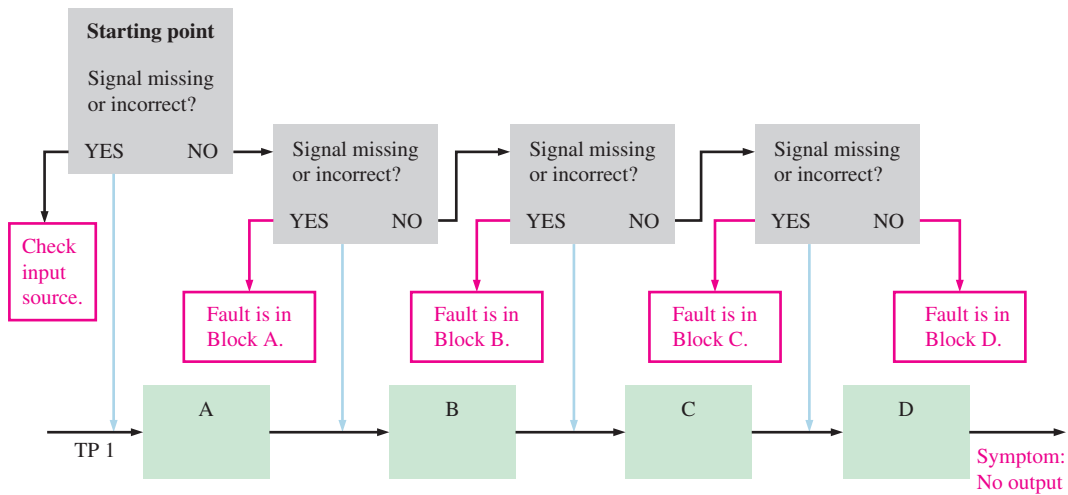 Starting point
Signal missing
or incorrect?
YES NO
Signal missing
or incorrect?
YES NO
Signal missing
or incorrect?
YES NO
Signal missing
or incorrect?
YES NO
Check
input
source.
Fault is in
Block A.
Fault is in
Block B.
Fault is in
Block C.
Fault is in
Block D.
A
B
C
D
TP 1
Symptom:
No output